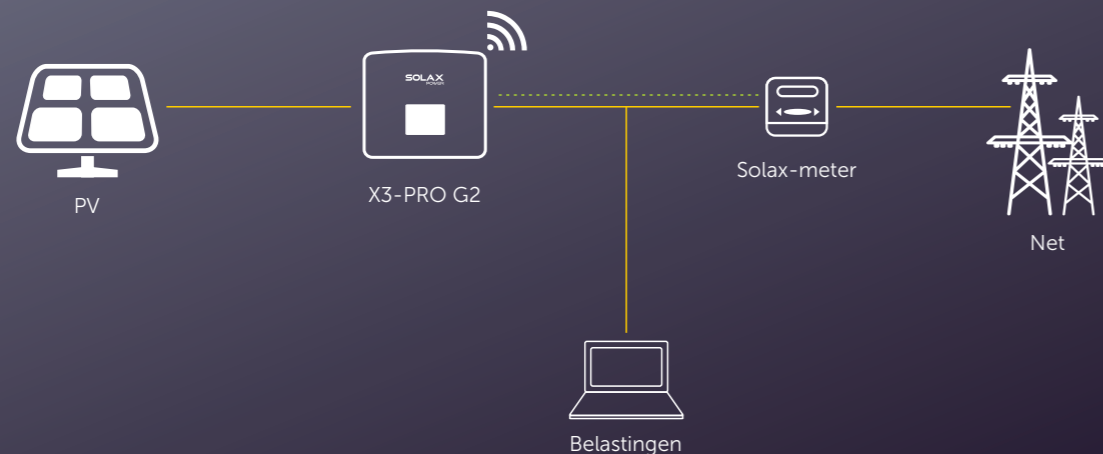 SOLAX
POWER
PV
X3-PRO G2
Solax-meter
Net
Belastingen